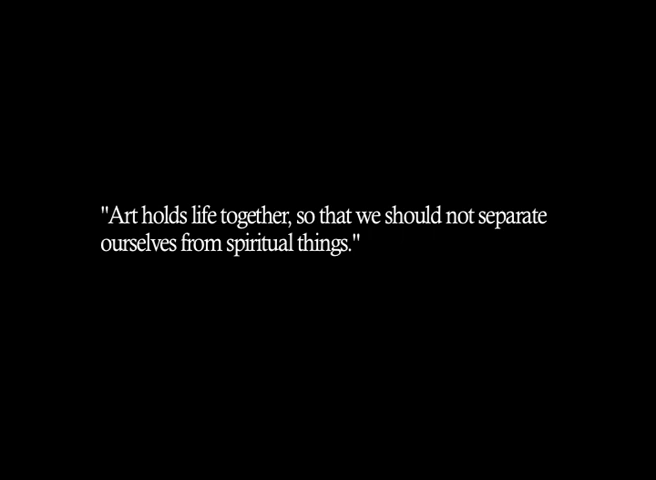 "Art holds life together, so that we should not separate
ourselves from spiritual things."